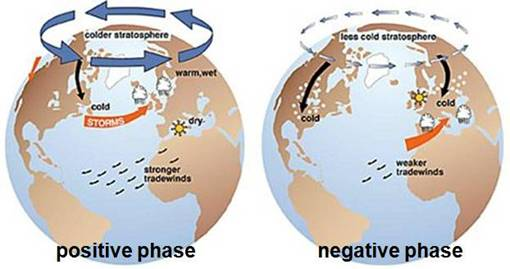 colder stratosphere
warm,wet
cold
STORMS
dry
stronger
tradewinds
positive phase
less cold stratosphere
cold
cold
weaker
tradewinds
negative phase